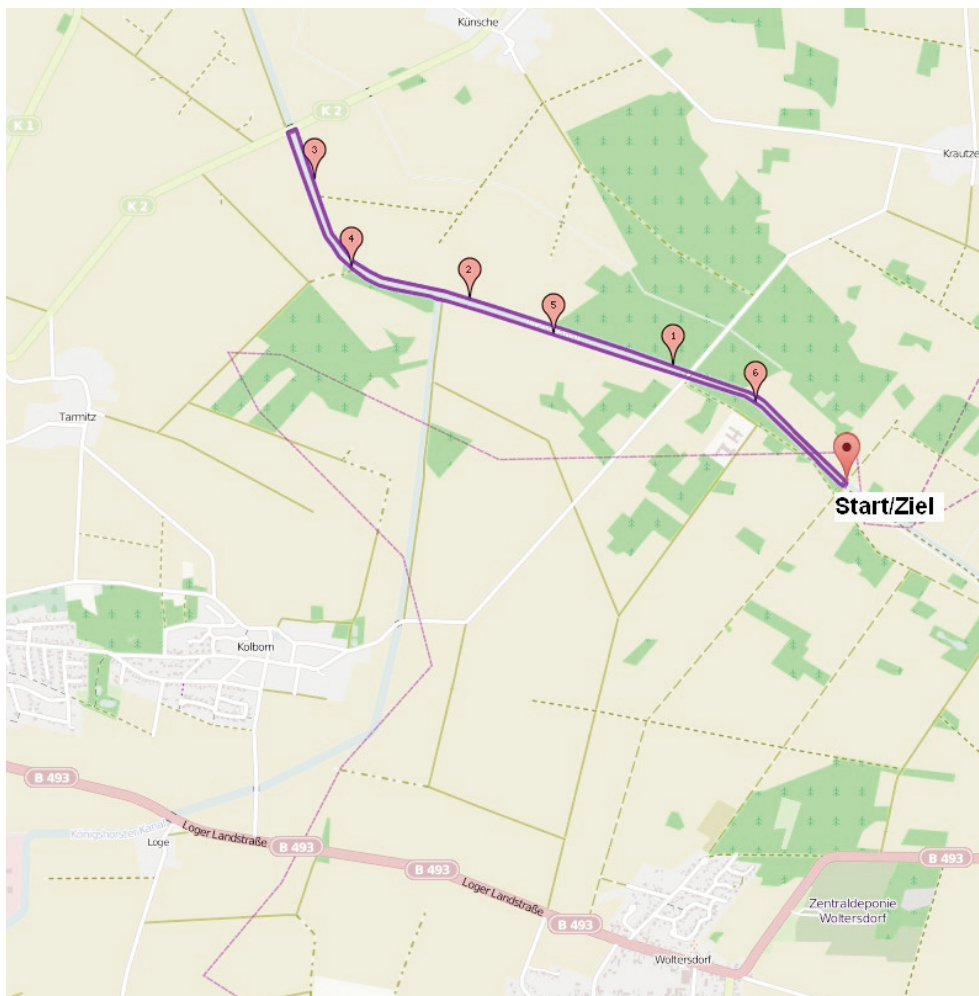 Künsche
K 1
K 2
Krautze
3
K 2
4
2
5
1
6
Tarmitz
Start/Ziel
Kolborn
B 493
Königshorster Kanal
Loger Landstraße
Loge
B 493
B 493
B 493
Loger Landstraße
Zentraldeponie
Woltersdorf
B 493
Woltersdorf